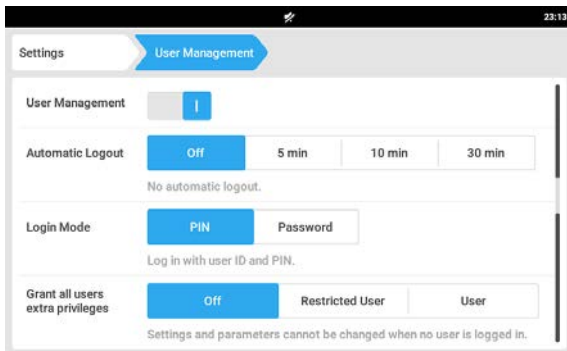 23:13
Settings
User Management
User Management
Automatic Logout
Off 5 min 10 min 30 min
No automatic logout.
Login Mode
PIN Password
Log in with user ID and PIN.
Grant all users
extra privileges
Off Restricted User User
Settings and parameters cannot be changed when no user is logged in.